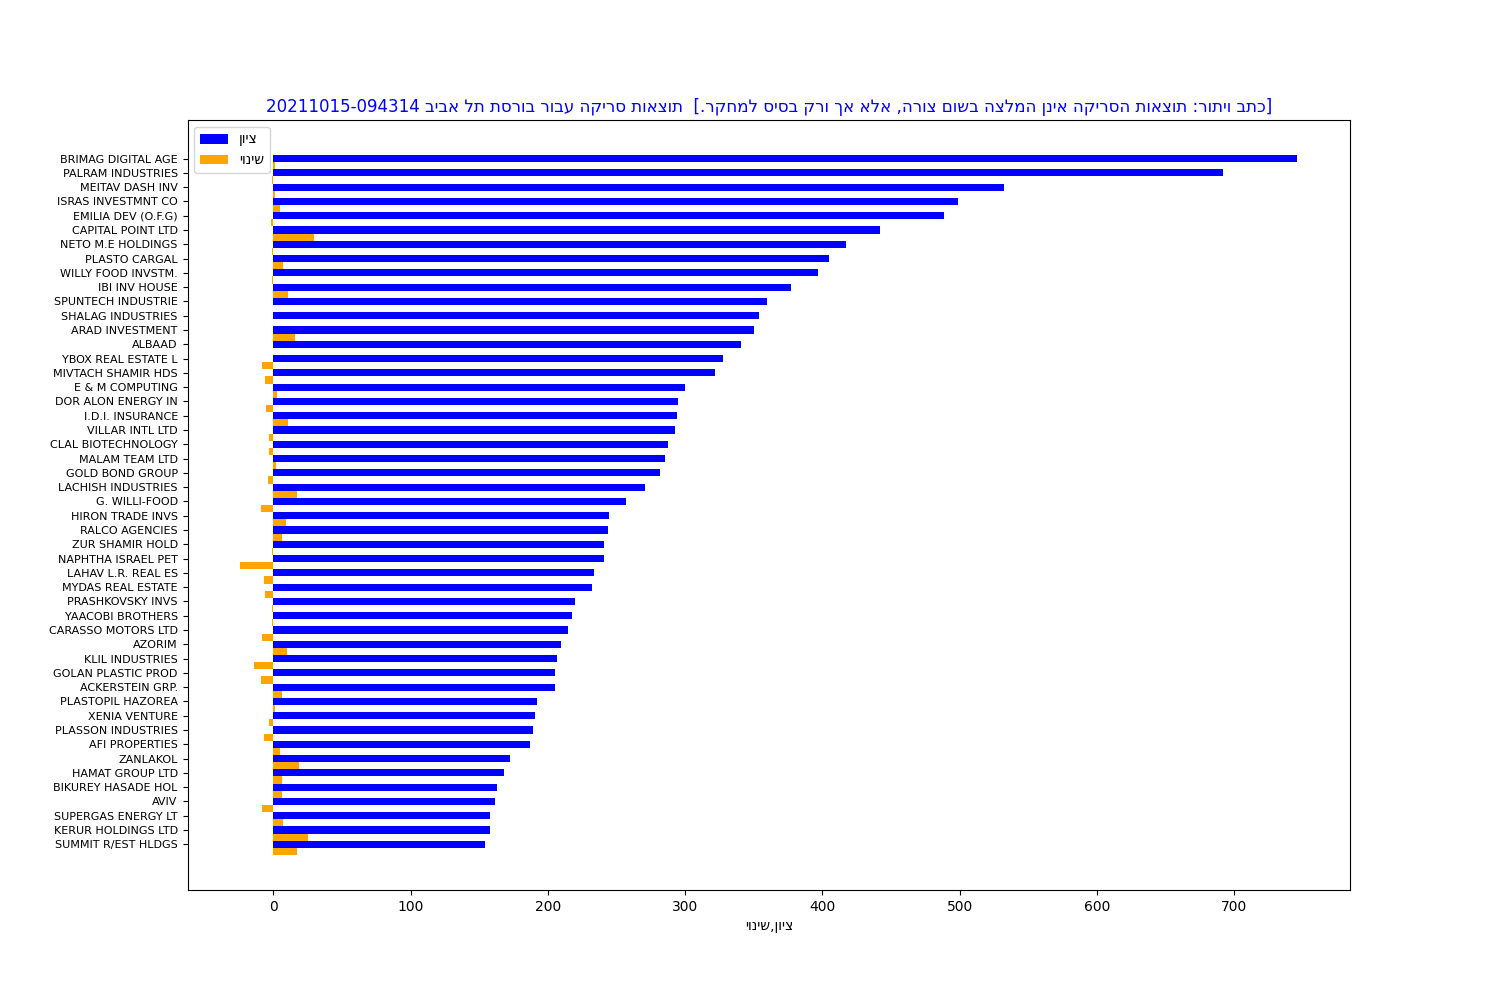 תוצאות סריקה עבור בורסת תל אביב 20211015-094314 [כתב ויתור: תוצאות הסריקה אינן המלצה בשום צורה, אלא אך ורק בסיס למחקר.]
ציון
שינוי
BRIMAG DIGITAL AGE
PALRAM INDUSTRIES
MEITAV DASH INV
ISRAS INVESTMNT CO
EMILIA DEV (O.F.G)
CAPITAL POINT LTD
NETO M.E HOLDINGS
PLASTO CARGAL
WILLY FOOD INVSTM.
IBI INV HOUSE
SPUNTECH INDUSTRIE
SHALAG INDUSTRIES
ARAD INVESTMENT
ALBAAD
YBOX REAL ESTATE L
MIVTACH SHAMIR HDS
E & M COMPUTING
DOR ALON ENERGY IN
I.D.I. INSURANCE
VILLAR INTL LTD
CLAL BIOTECHNOLOGY
MALAM TEAM LTD
GOLD BOND GROUP
LACHISH INDUSTRIES
G. WILLI-FOOD
HIRON TRADE INVS
RALCO AGENCIES
ZUR SHAMIR HOLD
NAPHTHA ISRAEL PET
LAHAV L.R. REAL ES
MYDAS REAL ESTATE
PRASHKOVSKY INVS
YAACOBI BROTHERS
CARASSO MOTORS LTD
AZORIM
KLIL INDUSTRIES
GOLAN PLASTIC PROD
ACKERSTEIN GRP.
PLASTOPIL HAZOREA
XENIA VENTURE
PLASSON INDUSTRIES
AFI PROPERTIES
ZANLAKOL
HAMAT GROUP LTD
BIKUREY HASADE HOL
AVIV
SUPERGAS ENERGY LT
KERUR HOLDINGS LTD
SUMMIT R/EST HLDGS
0 100 200 300 400 500 600 700
ציון,שינוי